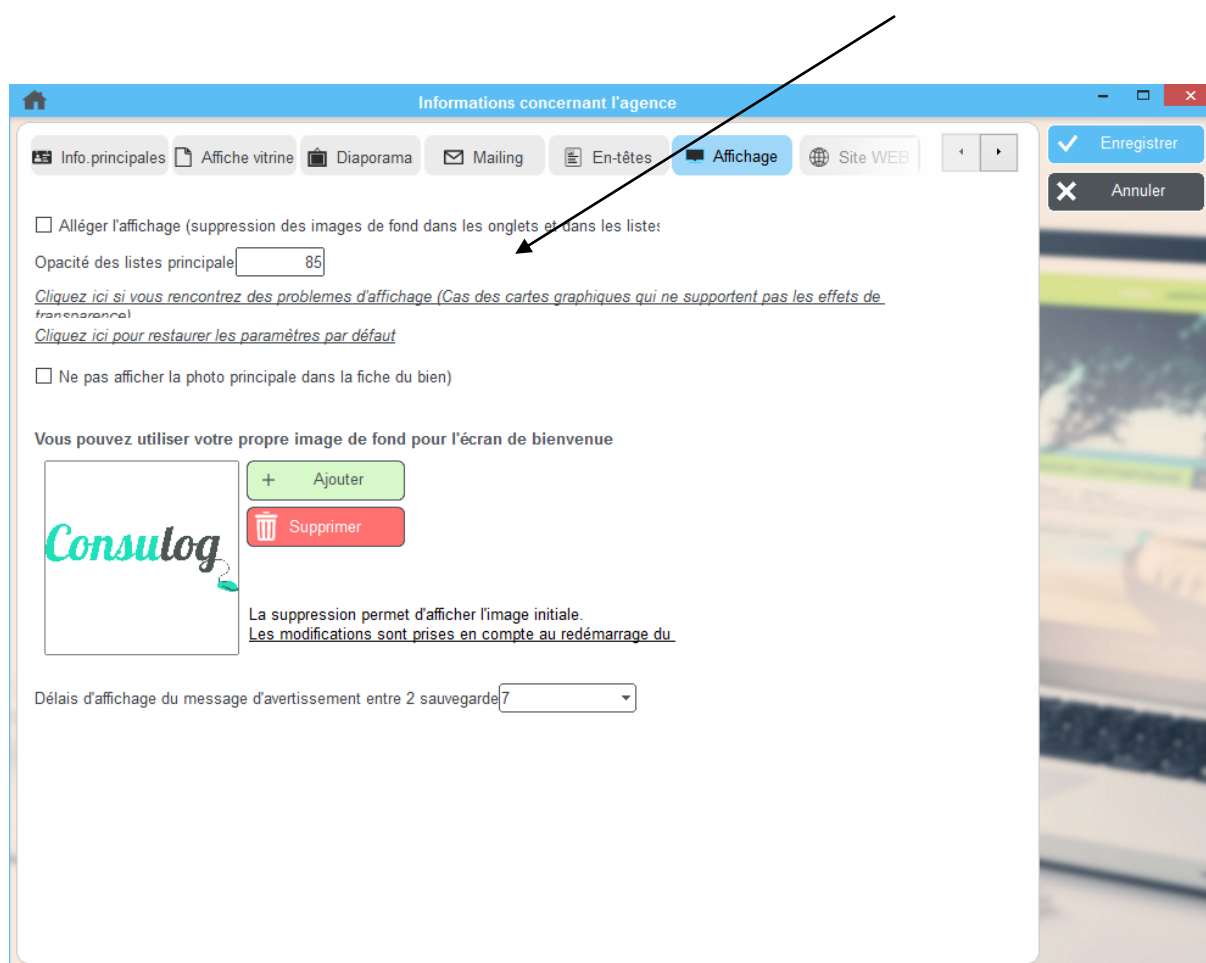 Informations concernant l'agence
Info.principales
Affiche vitrine
Diaporama
Mailing
En-têtes
Affichage
Site WEB
Enregistrer
Annuler
Alléger l'affichage (suppression des images de fond dans les onglets et dans les listes
Opacité des listes principale 85
Cliquez ici si vous rencontrez des problemes d'affichage (Cas des cartes graphiques qui ne supportent pas les effets de
transparence)
Cliquez ici pour restaurer les paramètres par défaut
Ne pas afficher la photo principale dans la fiche du bien)
Vous pouvez utiliser votre propre image de fond pour l'écran de bienvenue
Consulog
+ Ajouter
Supprimer
La suppression permet d'afficher l'image initiale.
Les modifications sont prises en compte au redémarrage du
Délais d'affichage du message d'avertissement entre 2 sauvegarde 7